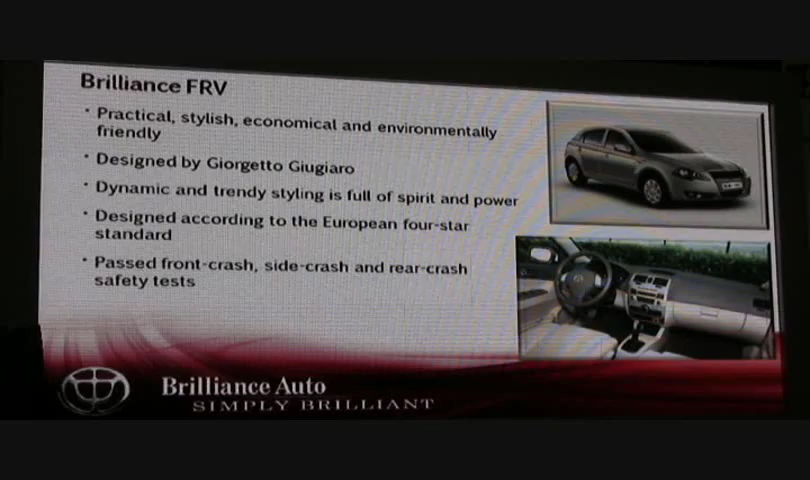 Brilliance FRV
· Practical, stylish, economical and environmentally
friendly
· Designed by Giorgetto Giugiaro
· Dynamic and trendy styling is full of spirit and power
· Designed according to the European four-star
standard
· Passed front-crash, side-crash and rear-crash
safety tests
Brilliance Auto
SIMPLY BRILLIANT